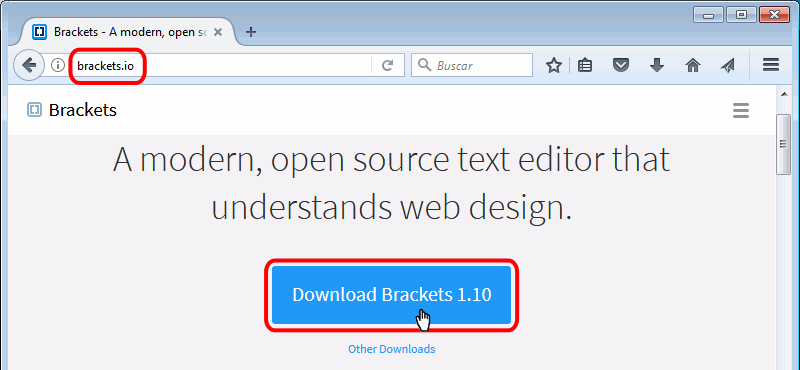 Brackets - A modern, open sc
brackets.io
Buscar
Brackets
A modern, open source text editor that
understands web design.
Download Brackets 1.10
Other Downloads